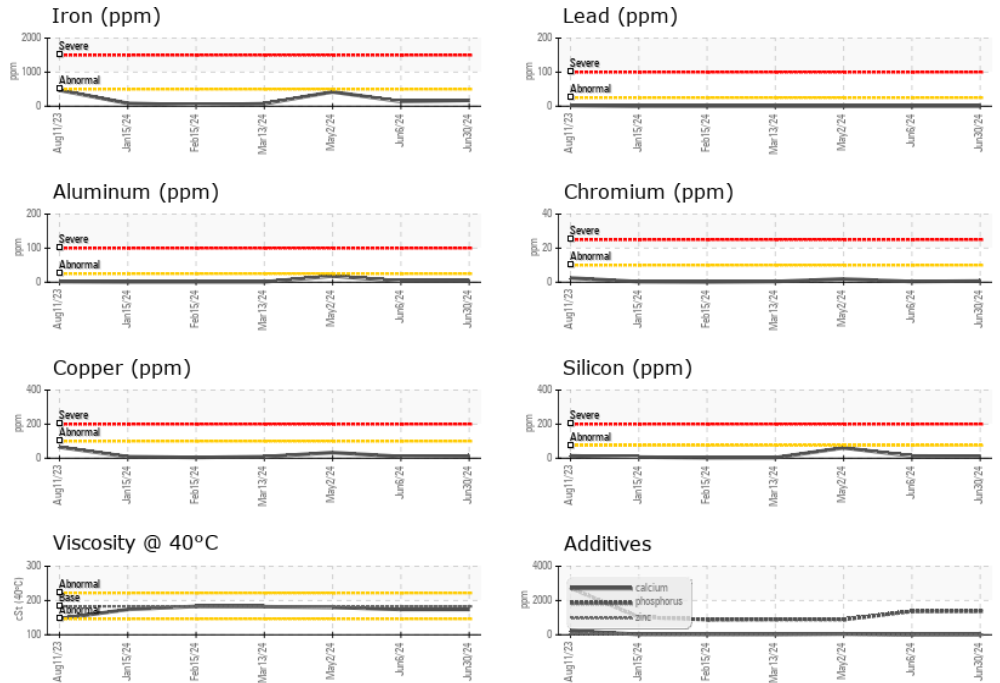 Iron (ppm)
2000
1000
0
ppm
Severe
Abnormal
Aug11/23
Jan15/24
Feb15/24
Mar13/24
May2/24
Jun6/24
Jun30/24
Lead (ppm)
200
100
0
ppm
Severe
Abnormal
Aug11/23
Jan15/24
Feb15/24
Mar13/24
May2/24
Jun6/24
Jun30/24
Aluminum (ppm)
200
100
0
ppm
Severe
Abnormal
Aug11/23
Jan15/24
Feb15/24
Mar13/24
May2/24
Jun6/24
Jun30/24
Chromium (ppm)
40
20
0
ppm
Severe
Abnormal
Aug11/23
Jan15/24
Feb15/24
Mar13/24
May2/24
Jun6/24
Jun30/24
Copper (ppm)
400
200
0
ppm
Severe
Abnormal
Aug11/23
Jan15/24
Feb15/24
Mar13/24
May2/24
Jun6/24
Jun30/24
Silicon (ppm)
400
200
0
ppm
Severe
Abnormal
Aug11/23
Jan15/24
Feb15/24
Mar13/24
May2/24
Jun6/24
Jun30/24
Viscosity @ 40°C
300
200
100
cSt (40°C)
Abnormal
Base
Abnormal
Aug11/23
Jan15/24
Feb15/24
Mar13/24
May2/24
Jun6/24
Jun30/24
Additives
4000
2000
0
ppm
calcium
phosphorus
zinc
Aug11/23
Jan15/24
Feb15/24
Mar13/24
May2/24
Jun6/24
Jun30/24